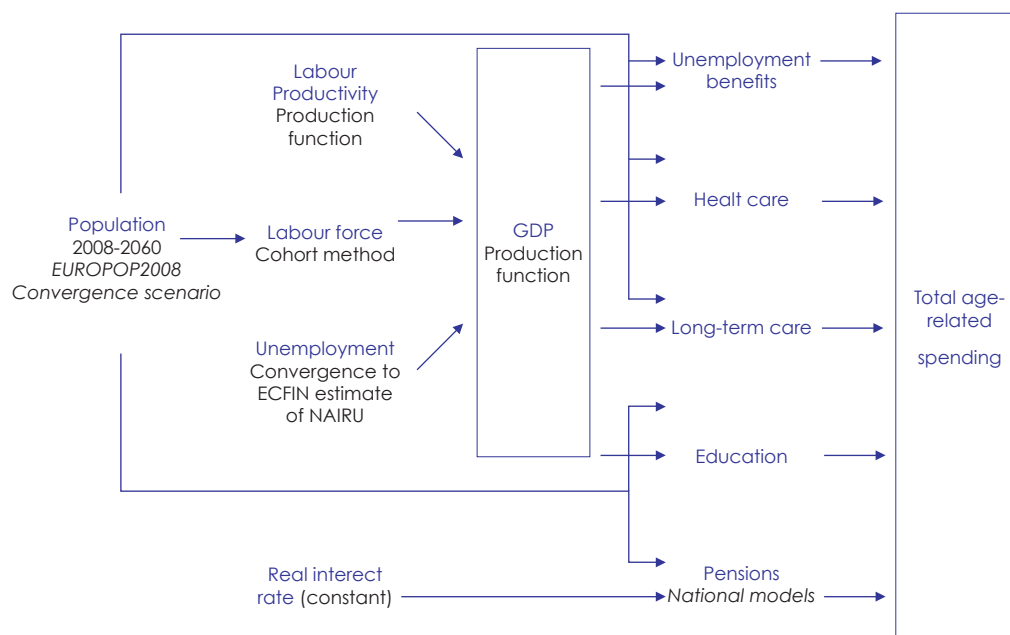 Labour
Productivity
Production
function
Population
2008-2060
EUROPOP2008
Convergence scenario
Labour force
Cohort method
Unemployment
Convergence to
ECFIN estimate
of NAIRU
Real interect
rate (constant)
GDP
Production
function
Unemployment
benefits
Healt care
Long-term care
Education
Pensions
National models
Total age-
related
spending